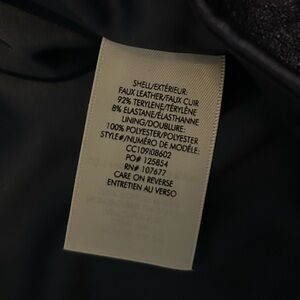 SHELL/EXTÉRIEUR:
FAUX LEATHER/FAUX CUIR
92% TERYLENE/TÉRYLÈNE
8% ELASTANE/ÉLASTHANNE
LINING/DOUBLURE:
100% POLYESTER/POLYESTER
STYLE#/NUMÉRO DE MODÈLE:
CC109I08602
PO# 125854
RN# 107677
CARE ON REVERSE
ENTRETIEN AU VERSO